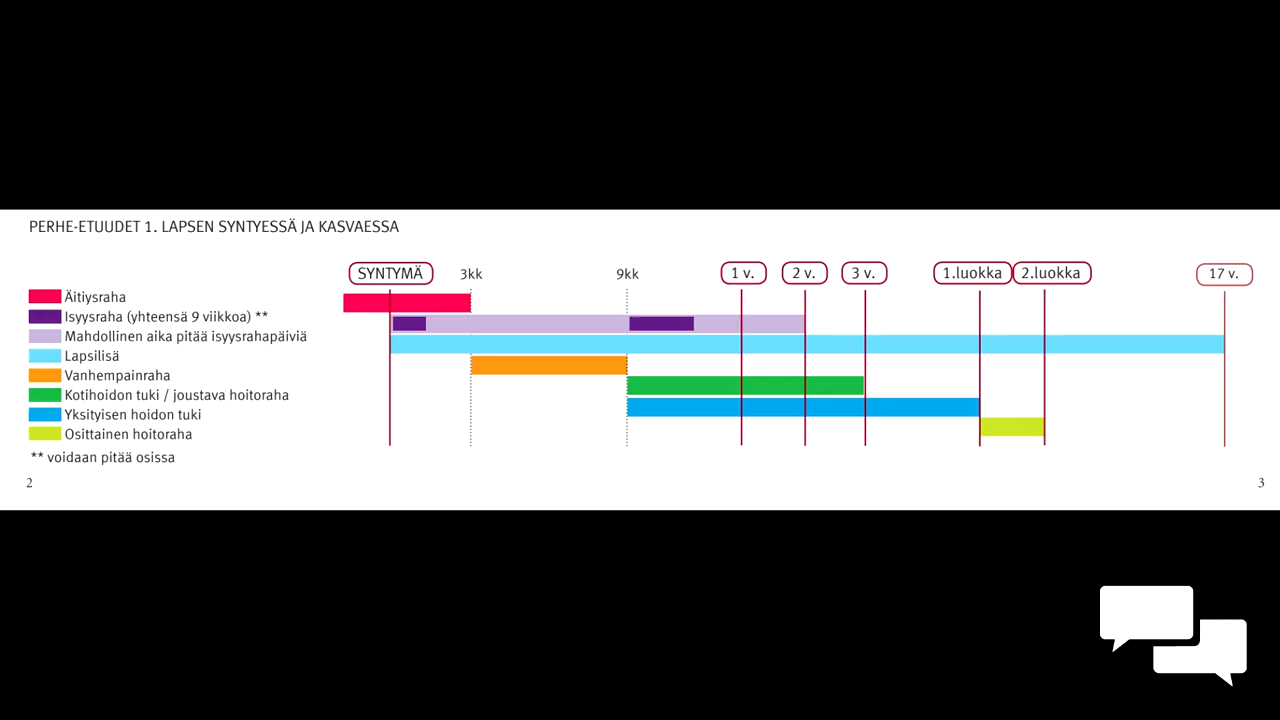 PERHE-ETUUDET 1. LAPSEN SYNTYESSÄ JA KASVAESSA
SYNTYMÄ 3kk 9kk 1 v. 2 v. 3 v. 1.luokka 2.luokka 17 v.
Äitiysraha
Isyysraha (yhteensä 9 viikkoa) **
Mahdollinen aika pitää isyysrahapäiviä
Lapsilisä
Vanhempainraha
Kotihoidon tuki / joustava hoitoraha
Yksityisen hoidon tuki
Osittainen hoitoraha
** voidaan pitää osissa
2 3